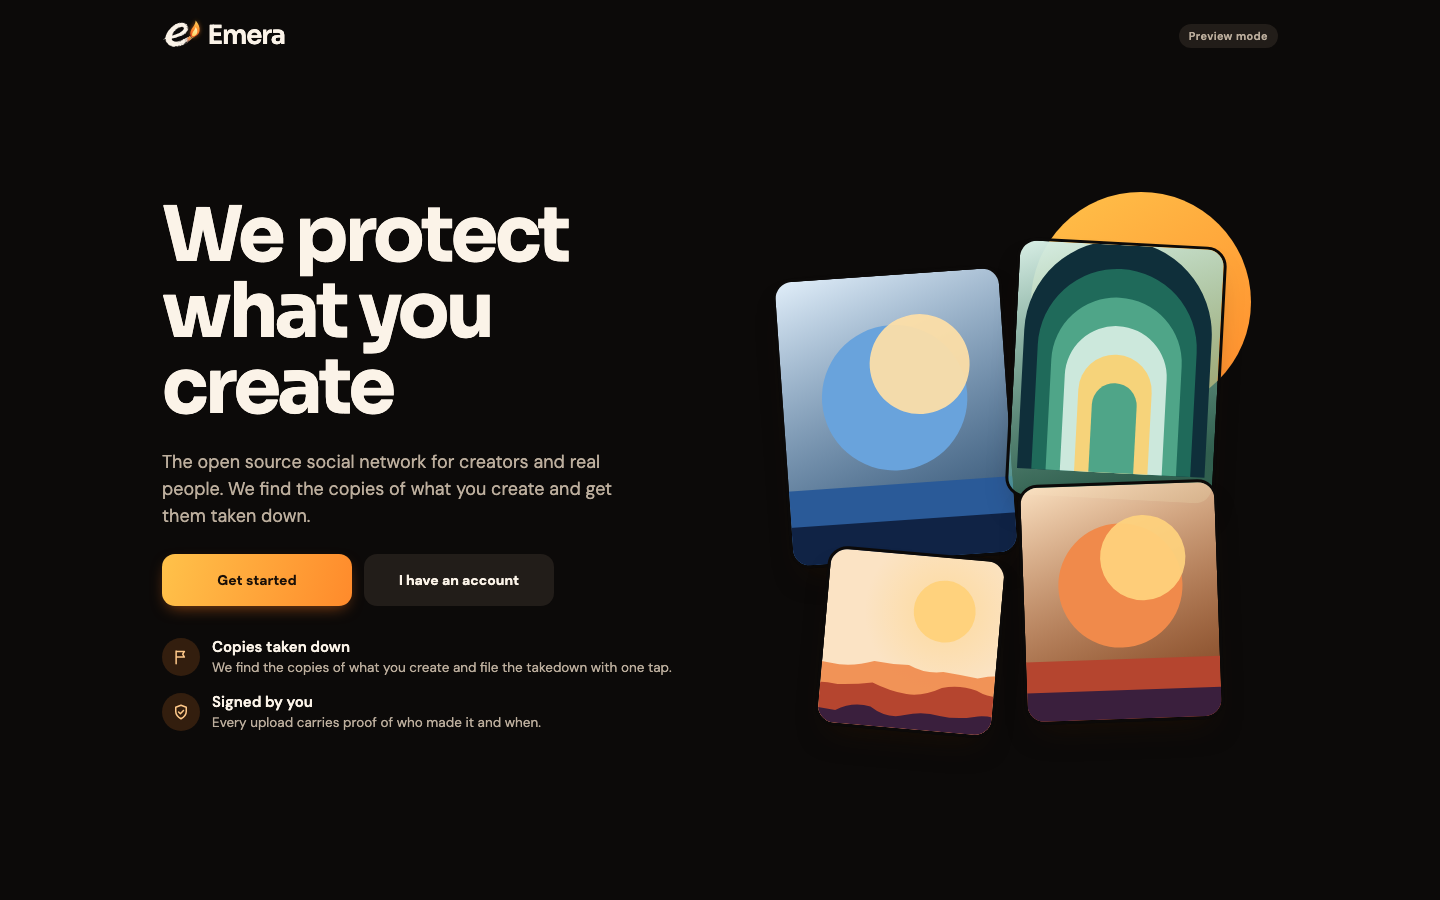 Emera
Preview mode
We protect
what you
create
The open source social network for creators and real
people. We find the copies of what you create and get
them taken down.
Get started
I have an account
Copies taken down
We find the copies of what you create and file the takedown with one tap.
Signed by you
Every upload carries proof of who made it and when.